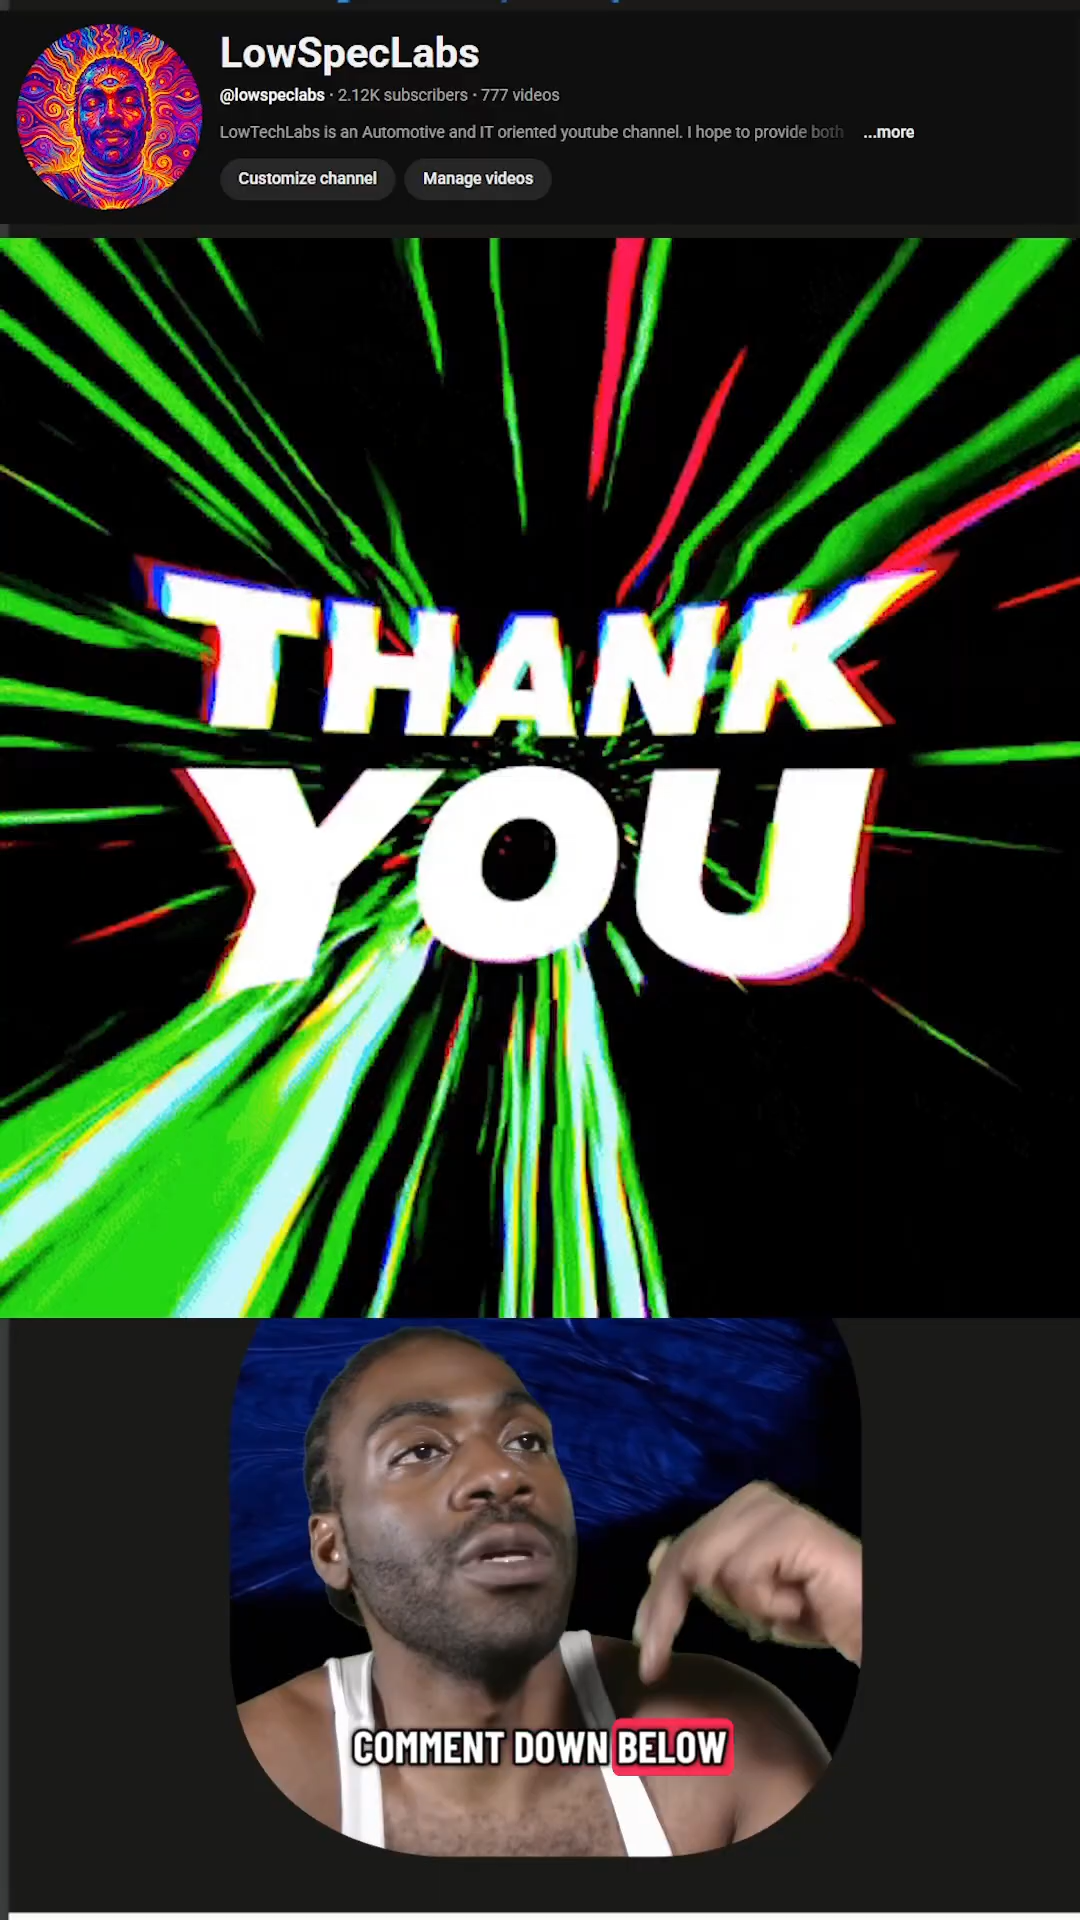 LowSpecLabs
@lowspeclabs · 2.12K subscribers · 777 videos
LowTechLabs is an Automotive and IT oriented youtube channel. I hope to provide both ...more
Customize channel Manage videos
THANK
YOU
COMMENT DOWN BELOW